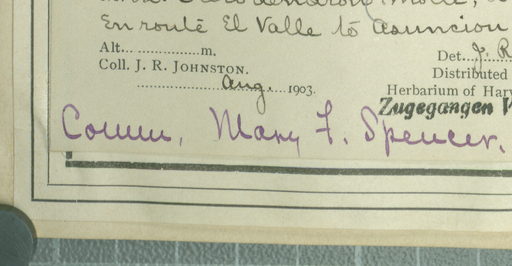 En route El Valle to Asuncion
Alt..................m. Det. J. R
Coll. J. R. JOHNSTON. Distributed
Aug. 1903. Herbarium of Har
Zugegangen
Comm, Mary F. Spencer.